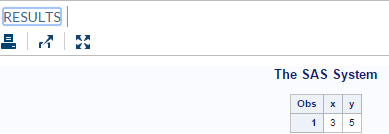 RESULTS
The SAS System
Obs x y
1 3 5